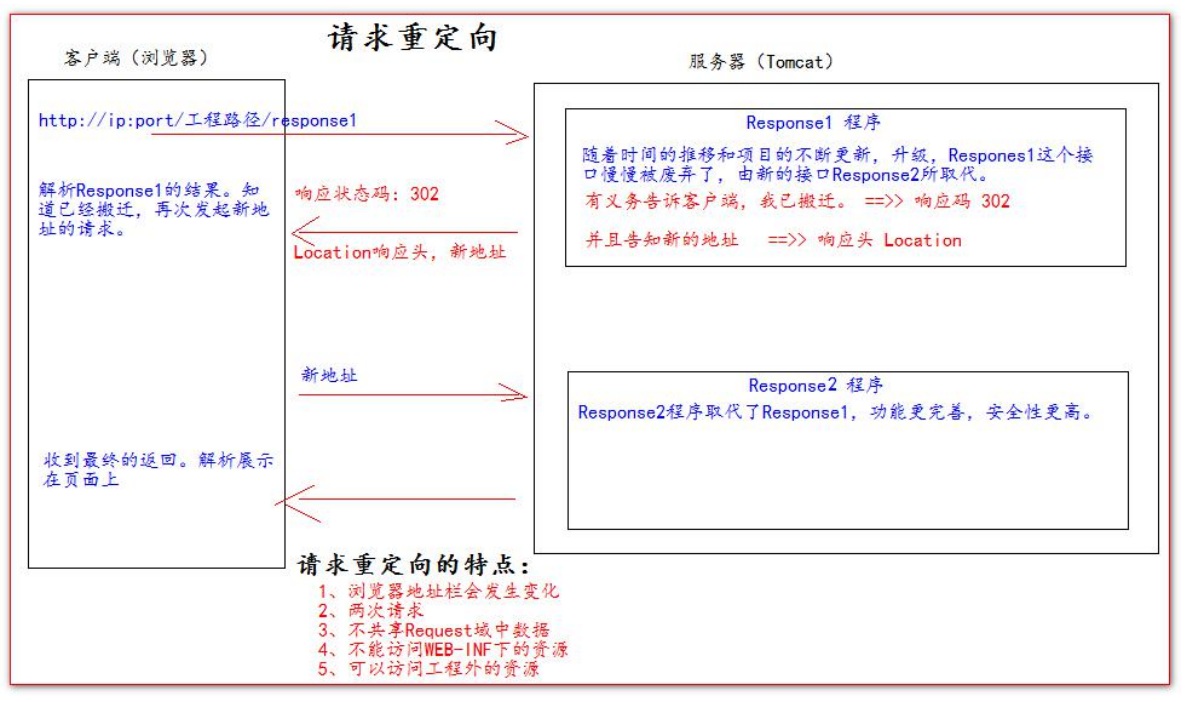 请求重定向
客户端（浏览器）
服务器（Tomcat）
http://ip:port/工程路径/response1
Response1 程序
随着时间的推移和项目的不断更新，升级，Respones1这个接
口慢慢被废弃了，由新的接口Response2所取代。
有义务告诉客户端，我已搬迁。 ==>> 响应码 302
并且告知新的地址 ==>> 响应头 Location
解析Response1的结果。知
道已经搬迁，再次发起新地
址的请求。
响应状态码：302
Location响应头，新地址
新地址
Response2 程序
Response2程序取代了Response1，功能更完善，安全性更高。
收到最终的返回。解析展示
在页面上
请求重定向的特点：
1、浏览器地址栏会发生变化
2、两次请求
3、不共享Request域中数据
4、不能访问WEB-INF下的资源
5、可以访问工程外的资源